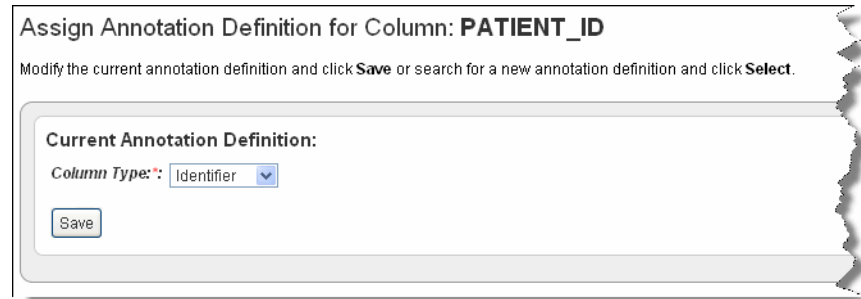 Assign Annotation Definition for Column: PATIENT_ID
Modify the current annotation definition and click Save or search for a new annotation definition and click Select.
Current Annotation Definition:
Column Type:*: Identifier
Save